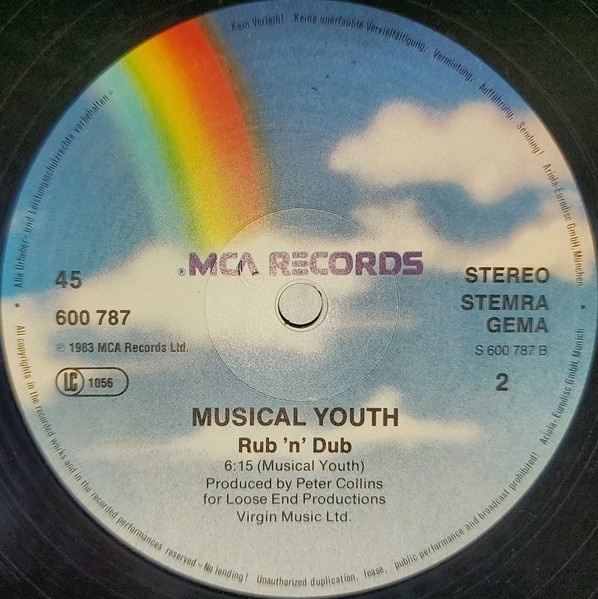 Alle Urheber- und Leistungsschutzrechte vorbehalten - Kein Verleih! Keine unerlaubte Vervielfältigung, Vermietung, Aufführung, Sendung! Ariola-Eurodisc GmbH, München
MCA RECORDS
45
600 787
℗ 1983 MCA Records Ltd.
LC 1056
STEREO
STEMRA
GEMA
S 600 787 B
2
MUSICAL YOUTH
Rub 'n' Dub
6:15 (Musical Youth)
Produced by Peter Collins
for Loose End Productions
Virgin Music Ltd.
All copyrights in the recorded works and in the recorded performances reserved - No lending! Unauthorized duplication, lease, public performance and broadcast prohibited! Ariola-Eurodisc GmbH, Munich